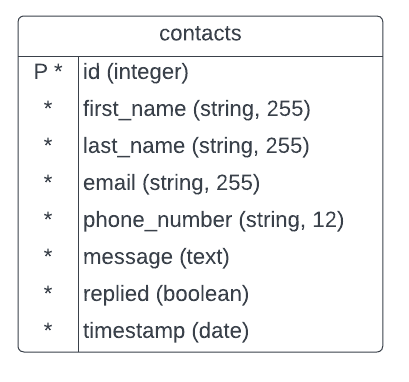 contacts
P * id (integer)
* first_name (string, 255)
* last_name (string, 255)
* email (string, 255)
* phone_number (string, 12)
* message (text)
* replied (boolean)
* timestamp (date)